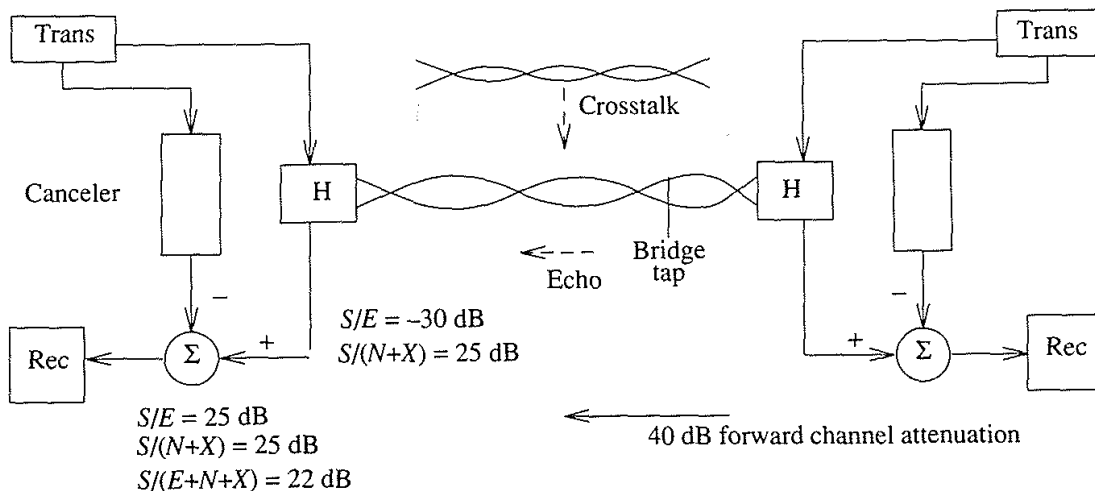 Trans
Trans
Crosstalk
Canceler
H
H
Echo
Bridge
tap
−
−
S/E = –30 dB
S/(N+X) = 25 dB
+
+
Rec
Σ
Σ
Rec
S/E = 25 dB
S/(N+X) = 25 dB
S/(E+N+X) = 22 dB
40 dB forward channel attenuation